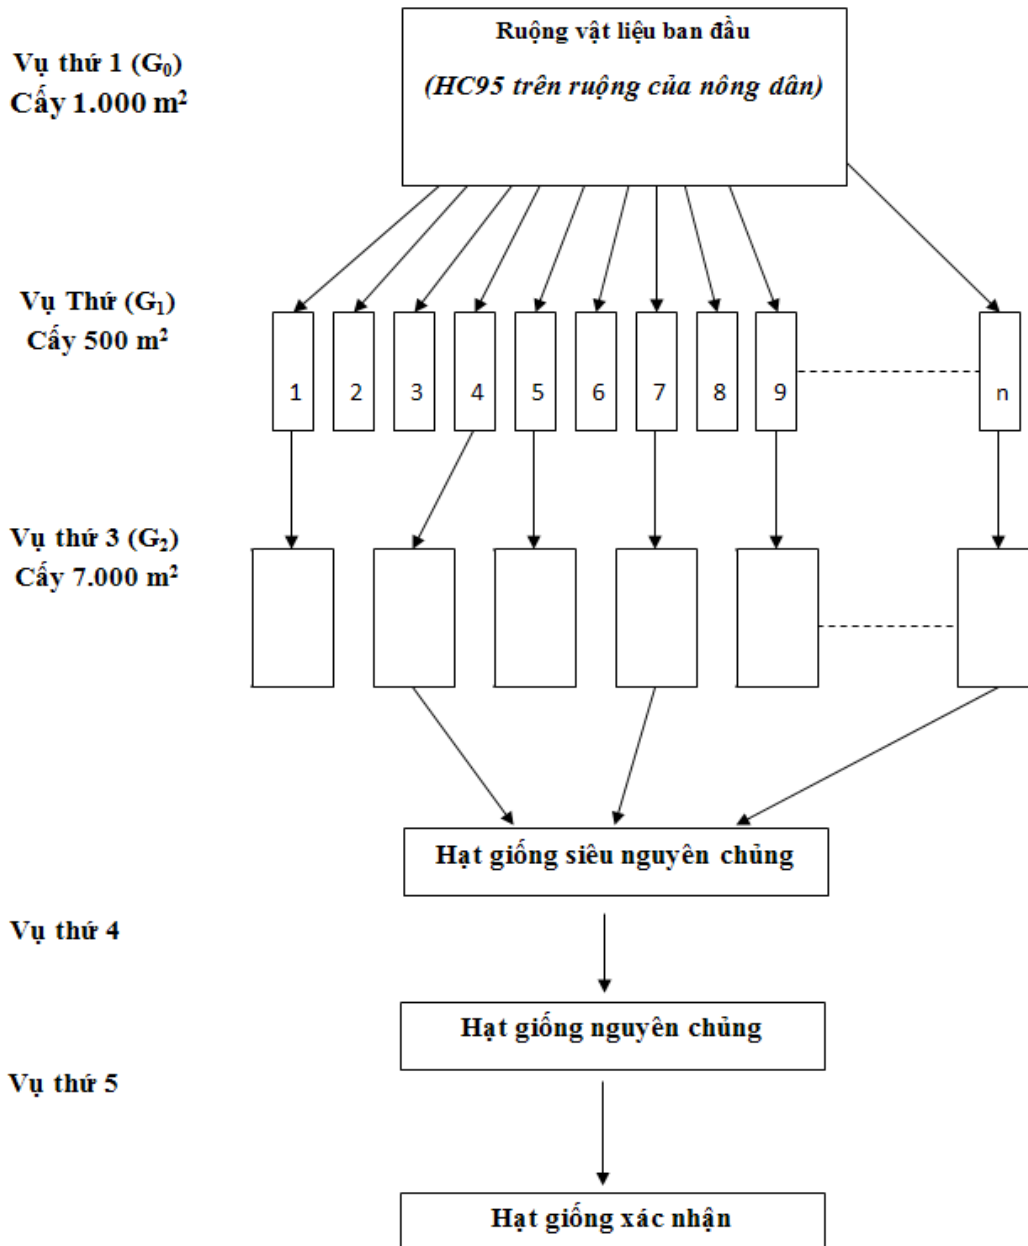 Ruộng vật liệu ban đầu
(HC95 trên ruộng của nông dân)
Vụ thứ 1 (G₀)
Cấy 1.000 m²
Vụ Thứ (G₁)
Cấy 500 m²
1 2 3 4 5 6 7 8 9 n
Vụ thứ 3 (G₂)
Cấy 7.000 m²
Hạt giống siêu nguyên chủng
Vụ thứ 4
Hạt giống nguyên chủng
Vụ thứ 5
Hạt giống xác nhận